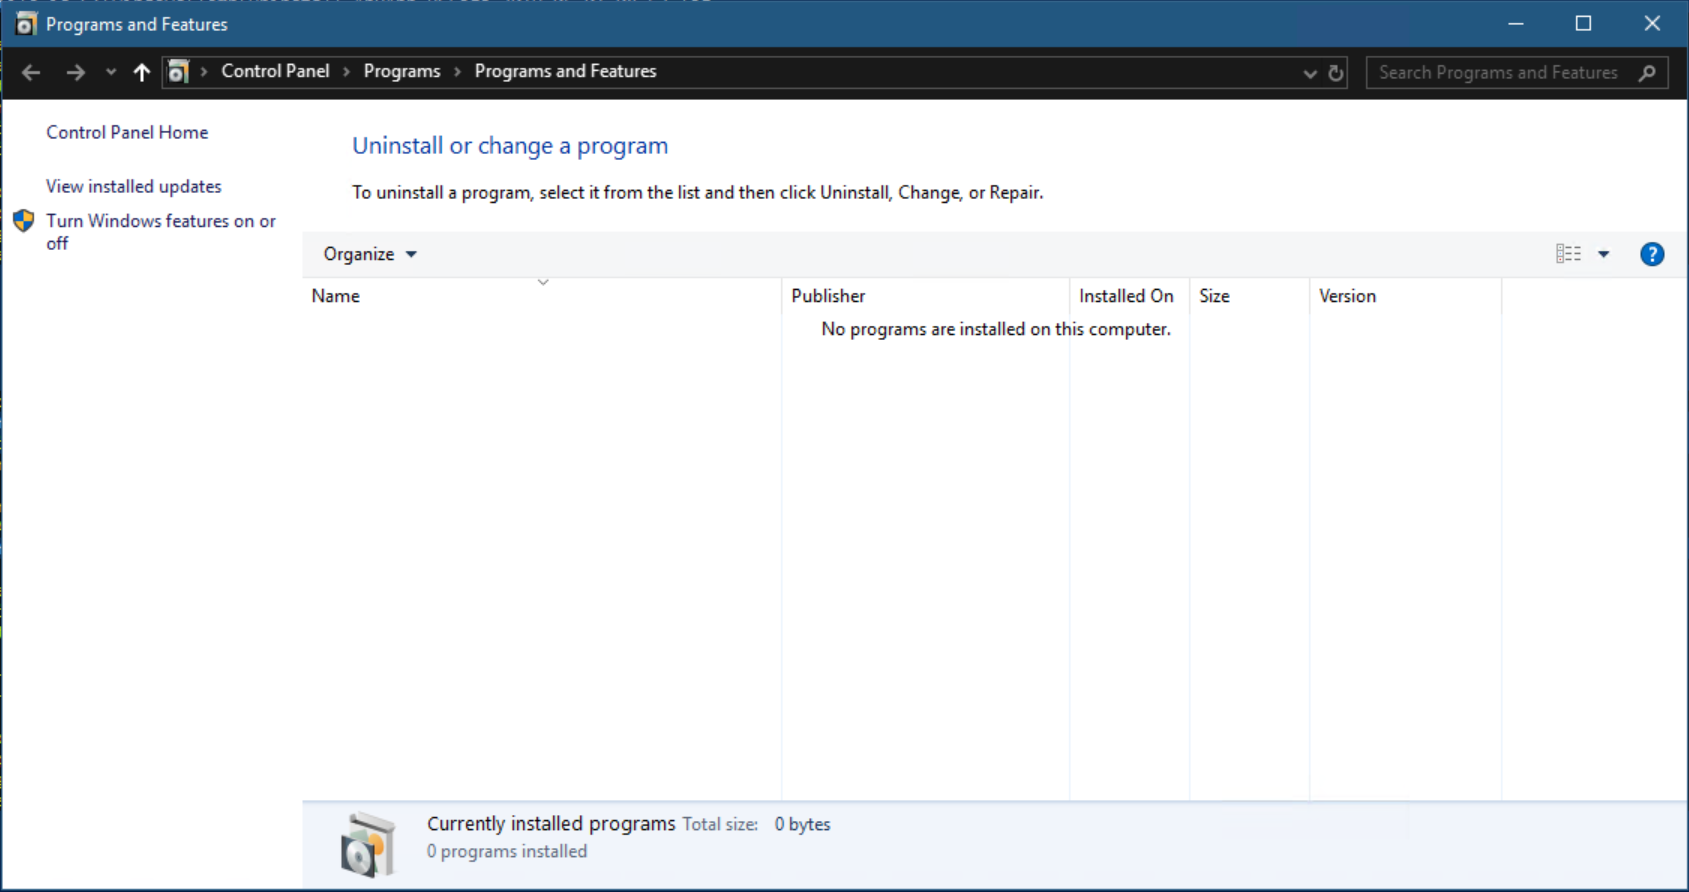 Programs and Features
Control Panel > Programs > Programs and Features
Search Programs and Features
Control Panel Home
View installed updates
Turn Windows features on or
off
Uninstall or change a program
To uninstall a program, select it from the list and then click Uninstall, Change, or Repair.
Organize
?
Name Publisher Installed On Size Version
No programs are installed on this computer.
Currently installed programs Total size: 0 bytes
0 programs installed